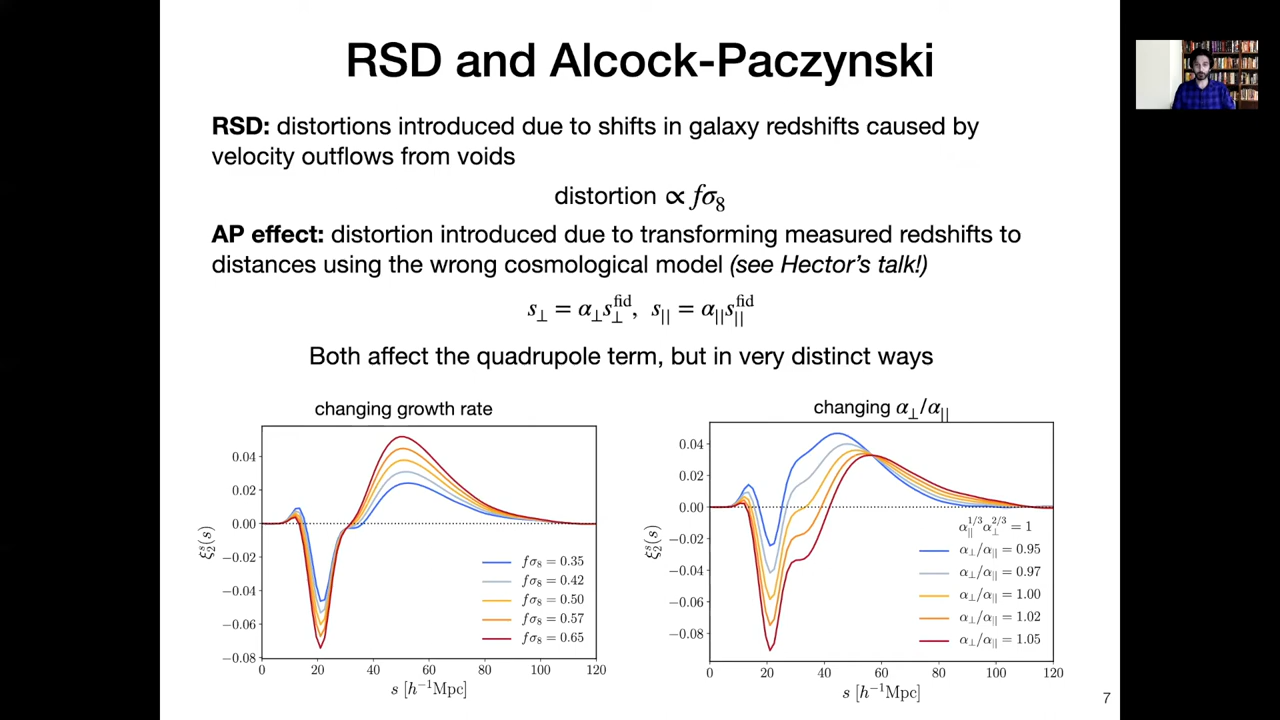 RSD and Alcock-Paczynski
RSD: distortions introduced due to shifts in galaxy redshifts caused by
velocity outflows from voids
distortion ∝ fσ₈
AP effect: distortion introduced due to transforming measured redshifts to
distances using the wrong cosmological model (see Hector's talk!)
s⊥ = α⊥s⊥^fid, s|| = α||s||^fid
Both affect the quadrupole term, but in very distinct ways
changing growth rate
0.04
0.02
0.00
−0.02
−0.04
−0.06
−0.08
ξ₂ˢ(s)
fσ₈ = 0.35
fσ₈ = 0.42
fσ₈ = 0.50
fσ₈ = 0.57
fσ₈ = 0.65
0 20 40 60 80 100 120
s [h⁻¹Mpc]
changing α⊥/α||
0.04
0.02
0.00
−0.02
−0.04
−0.06
−0.08
ξ₂ˢ(s)
α||^1/3 α⊥^2/3 = 1
α⊥/α|| = 0.95
α⊥/α|| = 0.97
α⊥/α|| = 1.00
α⊥/α|| = 1.02
α⊥/α|| = 1.05
0 20 40 60 80 100 120
s [h⁻¹Mpc]
7